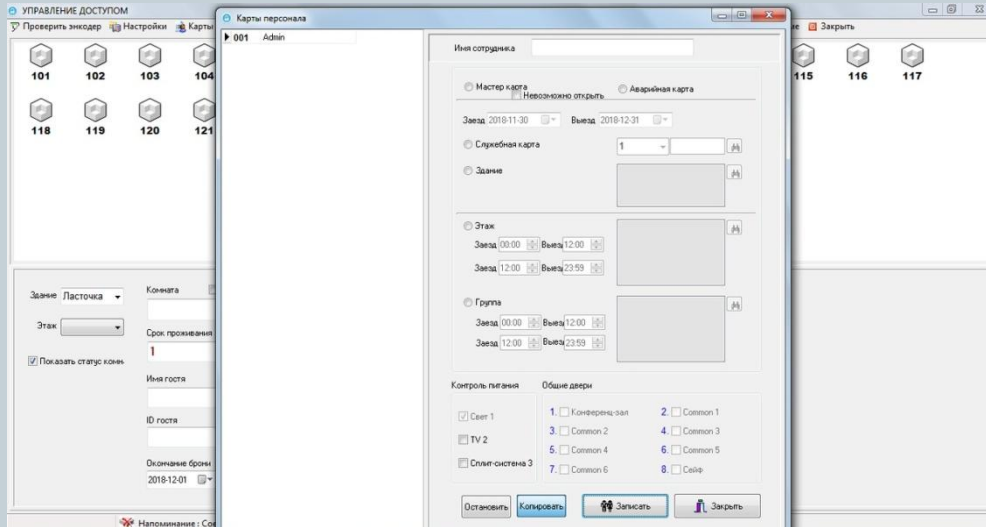 УПРАВЛЕНИЕ ДОСТУПОМ
Проверить энкодер Настройки Карты
Закрыть
101 102 103 104
115 116 117
118 119 120 121
Здание Ласточка
Этаж
Показать статус комн
Комната
Срок проживания
1
Имя гостя
ID гостя
Окончание брони
2018-12-01
Напоминание : Сое
Карты персонала
001 Admin
Имя сотрудника
Мастер карта
Невозможно открыть
Аварийная карта
Заезд 2018-11-30 Выезд 2018-12-31
Служебная карта 1
Здание
Этаж
Заезд 00:00 Выезд 12:00
Заезд 12:00 Выезд 23:59
Группа
Заезд 00:00 Выезд 12:00
Заезд 12:00 Выезд 23:59
Контроль питания
Свет 1
TV 2
Сплит-система 3
Общие двери
1. Конференц-зал 2. Common 1
3. Common 2 4. Common 3
5. Common 4 6. Common 5
7. Common 6 8. Сейф
Остановить Копировать Записать Закрыть